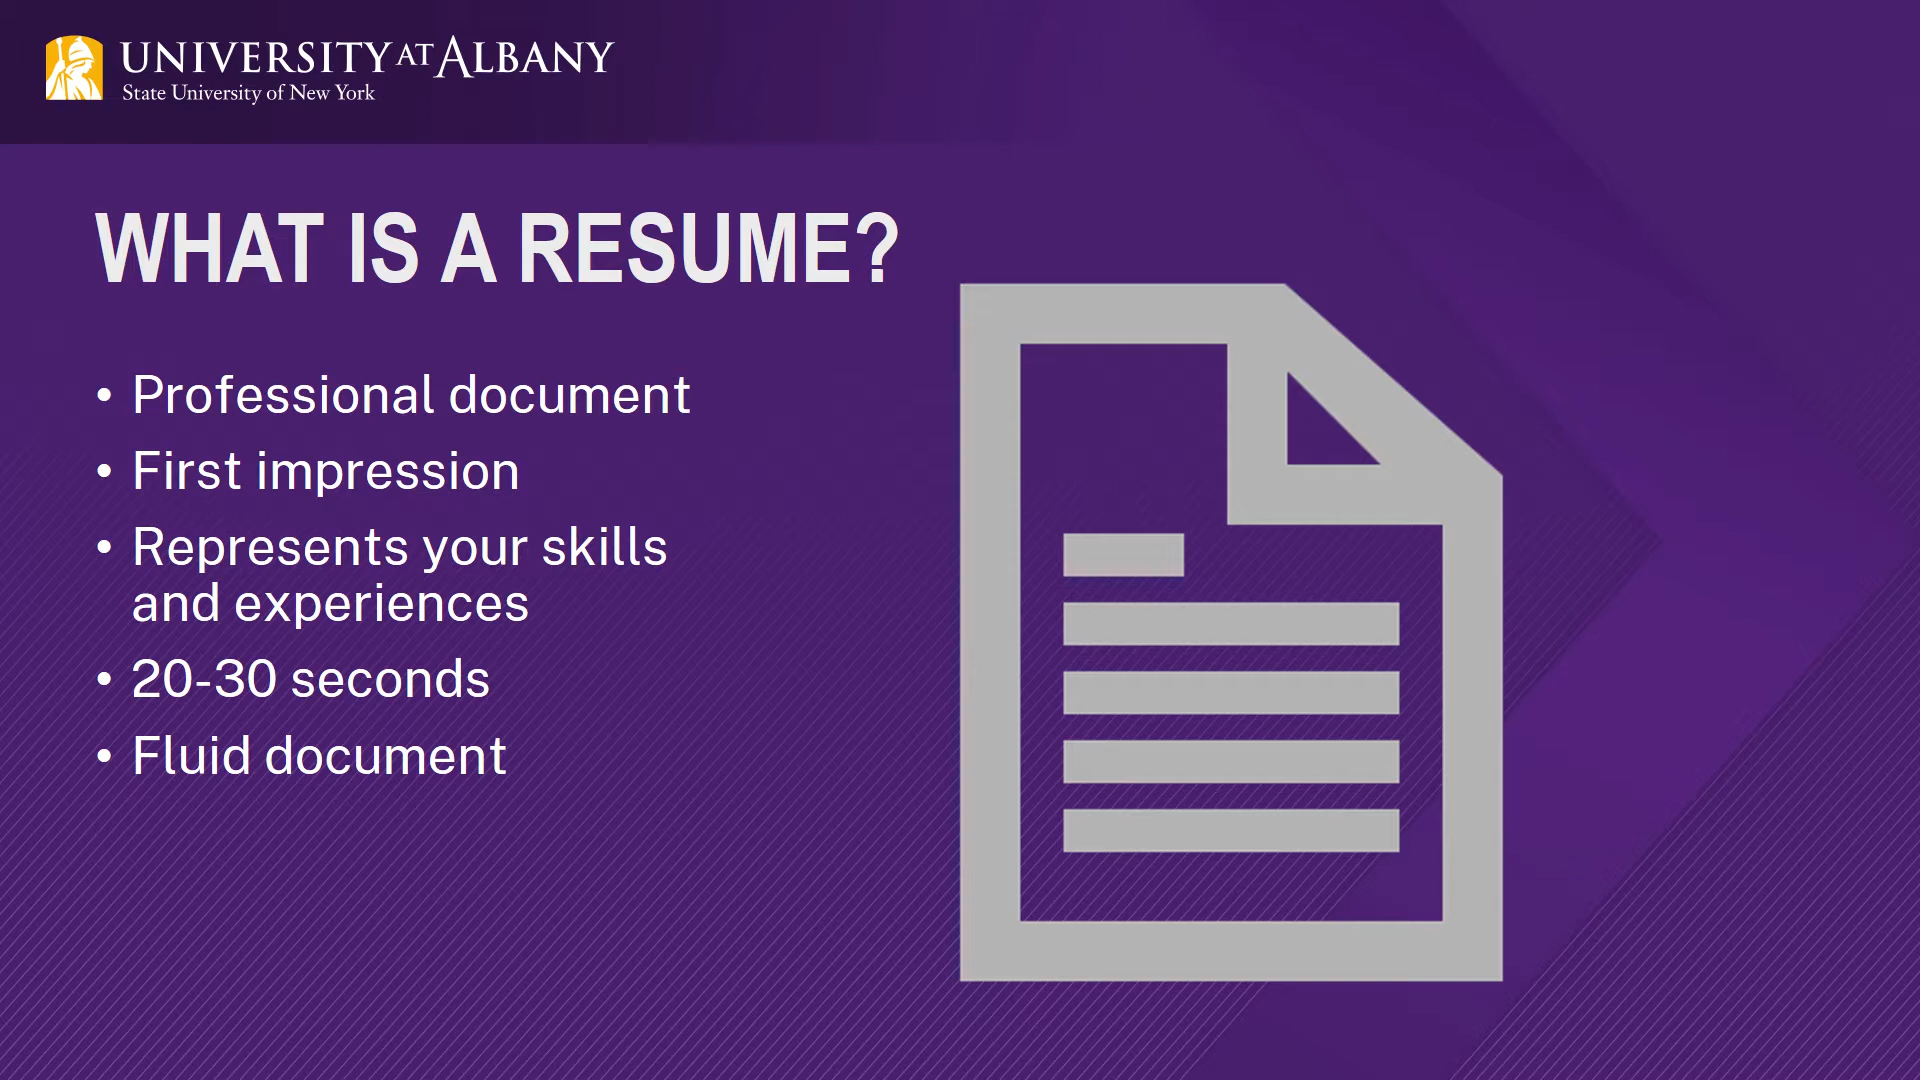 UNIVERSITY AT ALBANY
State University of New York
WHAT IS A RESUME?
• Professional document
• First impression
• Represents your skills
and experiences
• 20-30 seconds
• Fluid document